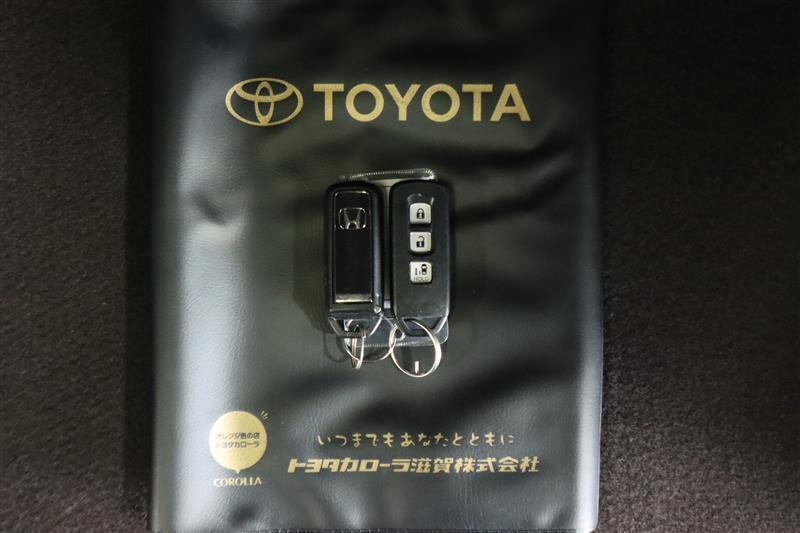 TOYOTA
HOLD
オレンジ色の店
トヨタカローラ
COROLLA
いつまでもあなたとともに
トヨタカローラ滋賀株式会社